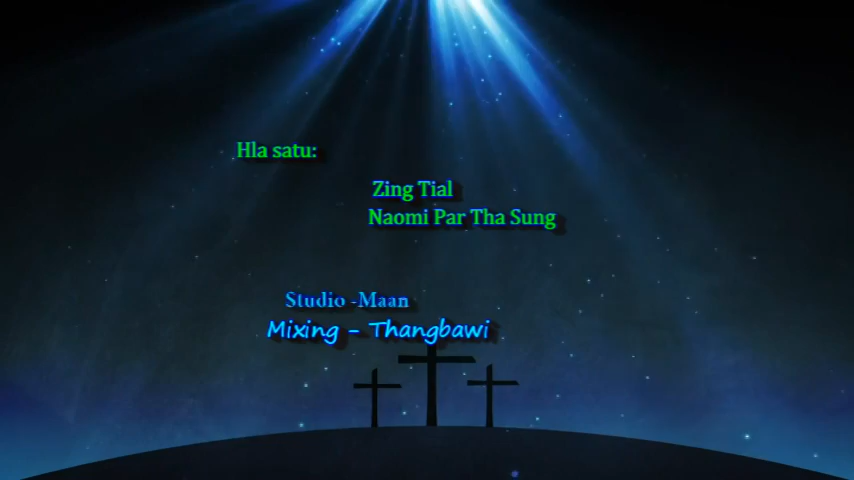 Hla satu:
Zing Tial
Naomi Par Tha Sung
Studio -Maan
Mixing - Thangbawi